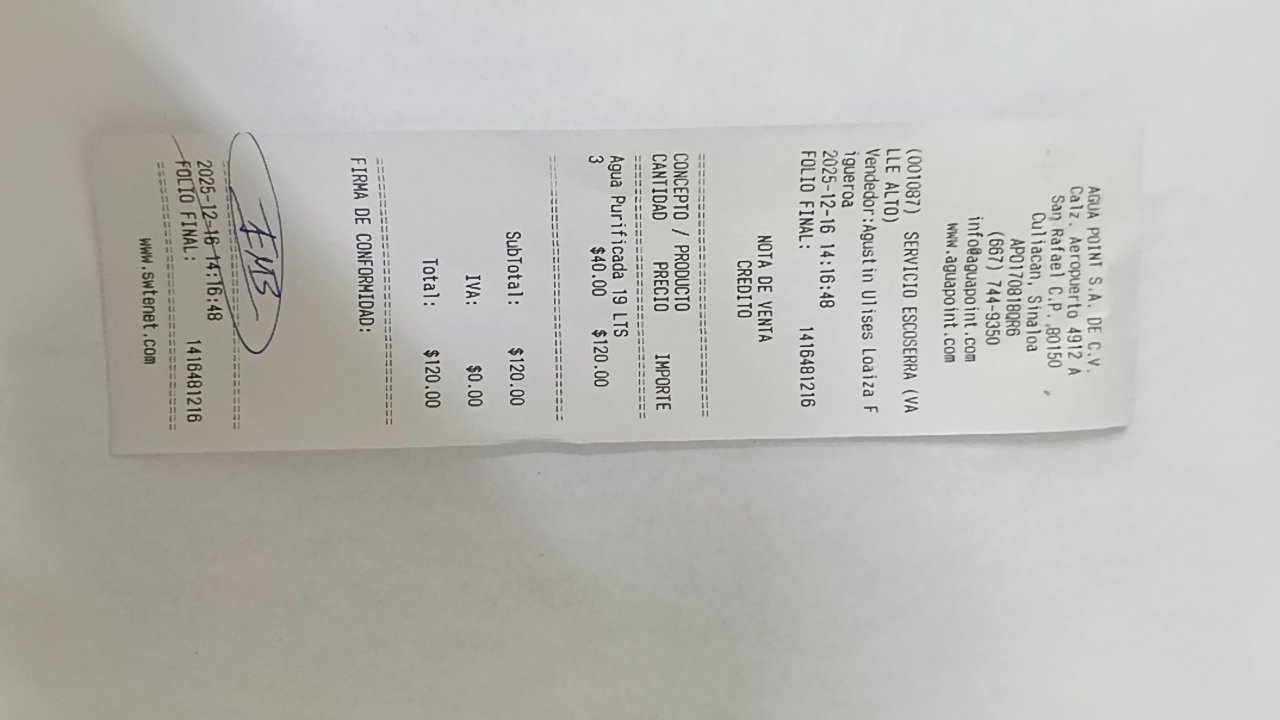 AGUA POINT S.A. DE C.V.
Calz. Aeropuerto 4912 A
San Rafael C.P. ,80150
Culiacan, Sinaloa
APO170818QR6
(667) 744-9350
info@aguapoint.com
www.aguapoint.com
(001087) SERVICIO ESCOSERRA (VA
LLE ALTO)
Vendedor:Agustin Ulises Loaiza F
igueroa
2025-12-16 14:16:48
FOLIO FINAL: 1416481216
NOTA DE VENTA
CREDITO
CONCEPTO / PRODUCTO
CANTIDAD PRECIO IMPORTE
Agua Purificada 19 LTS
3 $40.00 $120.00
SubTotal: $120.00
IVA: $0.00
Total: $120.00
FIRMA DE CONFORMIDAD:
2025-12-16 14:16:48
FOLIO FINAL: 1416481216
www.swtenet.com